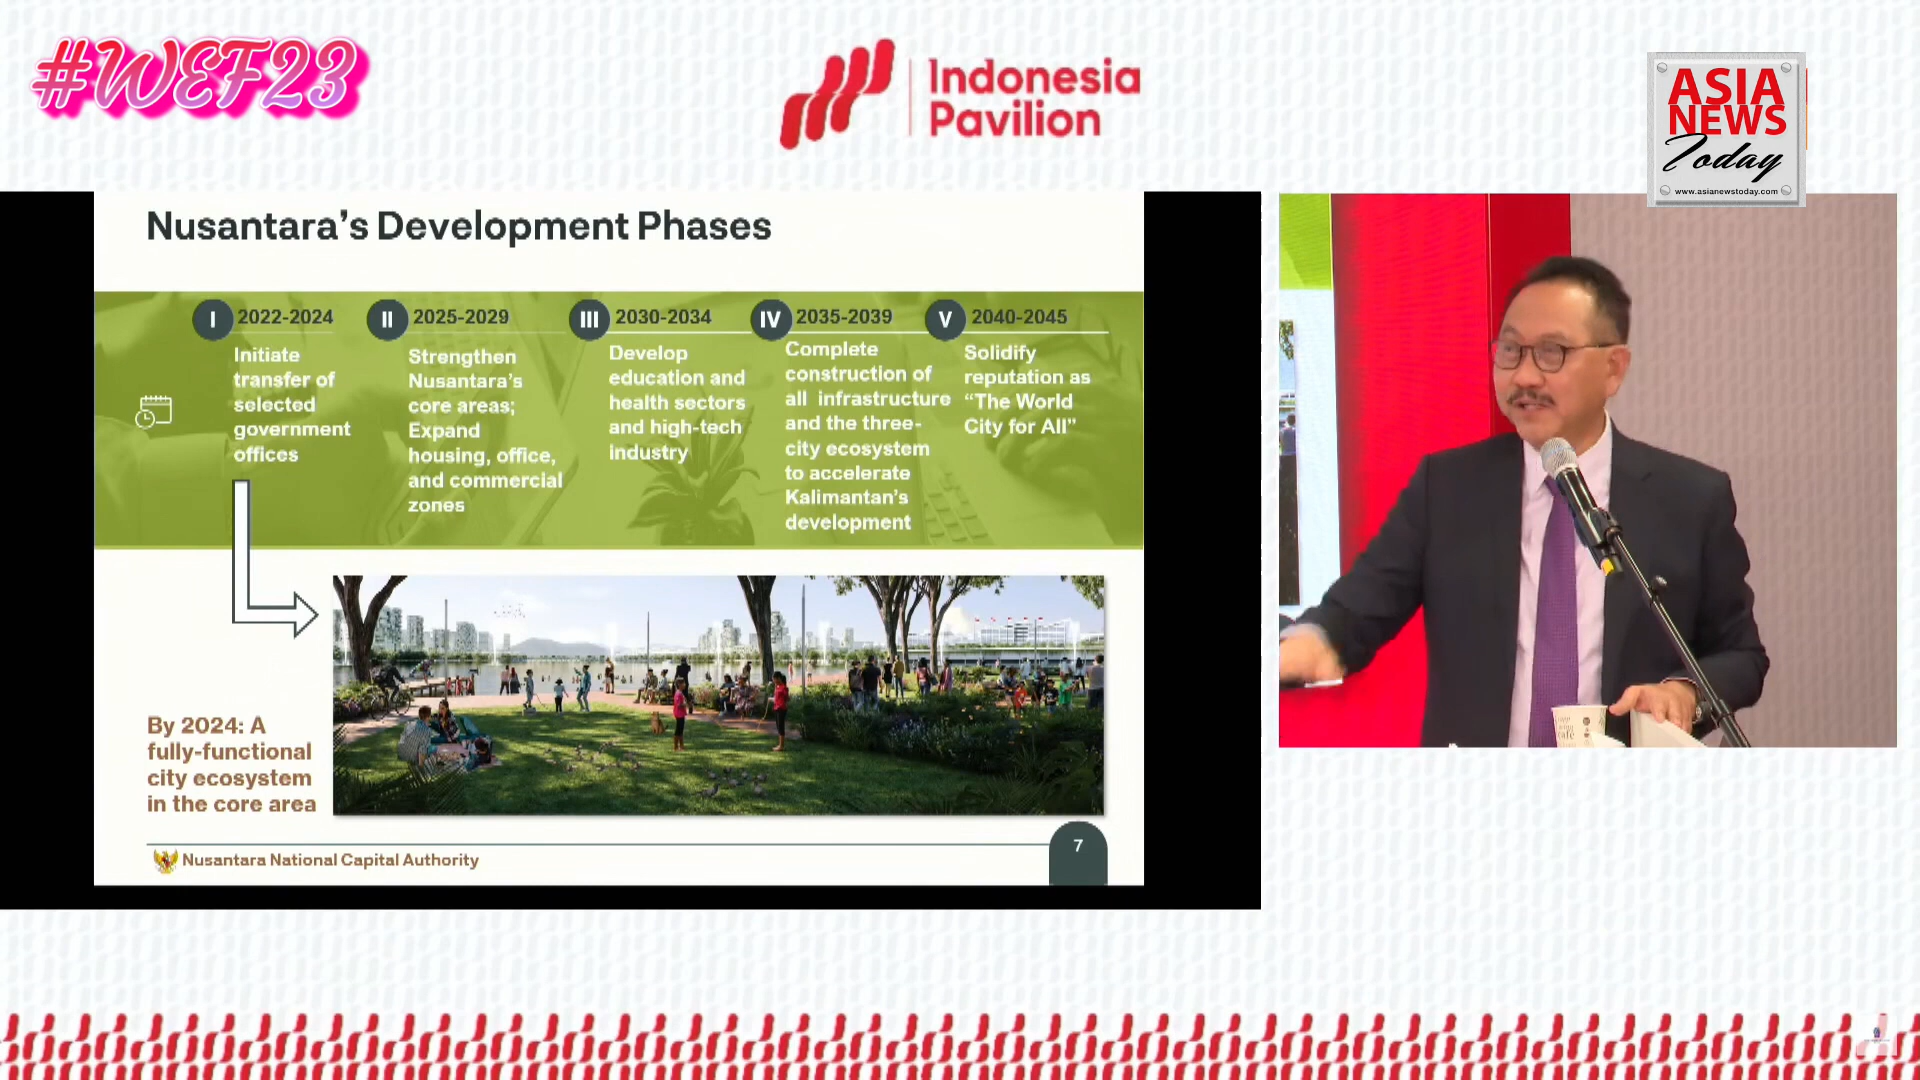 #WEF23
Indonesia
Pavilion
ASIA
NEWS
Today
www.asianewstoday.com
Nusantara's Development Phases
I 2022-2024
Initiate
transfer of
selected
government
offices
II 2025-2029
Strengthen
Nusantara's
core areas;
Expand
housing, office,
and commercial
zones
III 2030-2034
Develop
education and
health sectors
and high-tech
industry
IV 2035-2039
Complete
construction of
all infrastructure
and the three-
city ecosystem
to accelerate
Kalimantan's
development
V 2040-2045
Solidify
reputation as
“The World
City for All”
By 2024: A
fully-functional
city ecosystem
in the core area
Nusantara National Capital Authority
7